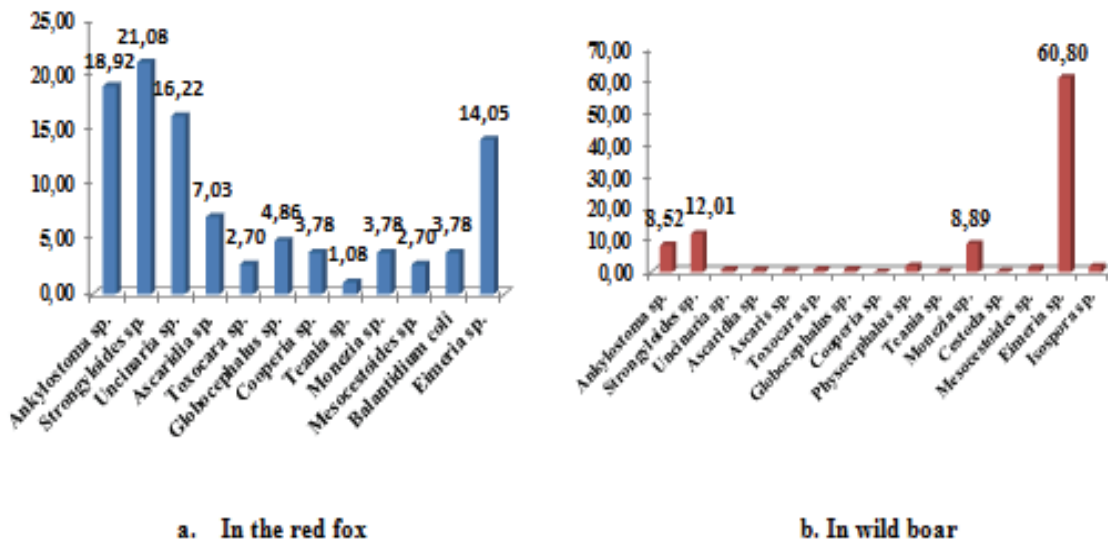 25,00
20,00
15,00
10,00
5,00
0,00
18,92
21,08
16,22
7,03
2,70
4,86
3,78
1,08
3,78
2,70
3,78
14,05
Ankylostoma sp.
Strongyloides sp.
Uncimaria sp.
Ascaridia sp.
Toxocara sp.
Globocephalus sp.
Cooperia sp.
Teania sp.
Monezia sp.
Mesocestoides sp.
Balantidium coli
Eimeria sp.
a. In the red fox
70,00
60,00
50,00
40,00
30,00
20,00
10,00
0,00
8,52
12,01
8,89
60,80
Ankylostoma sp.
Strongyloides sp.
Uncinaria sp.
Ascaridia sp.
Ascaris sp.
Toxocara sp.
Globocephalus sp.
Cooperia sp.
Physocephalus sp.
Teania sp.
Monezia sp.
Cestoda sp.
Mesocestoides sp.
Eimeria sp.
Isospora sp.
b. In wild boar